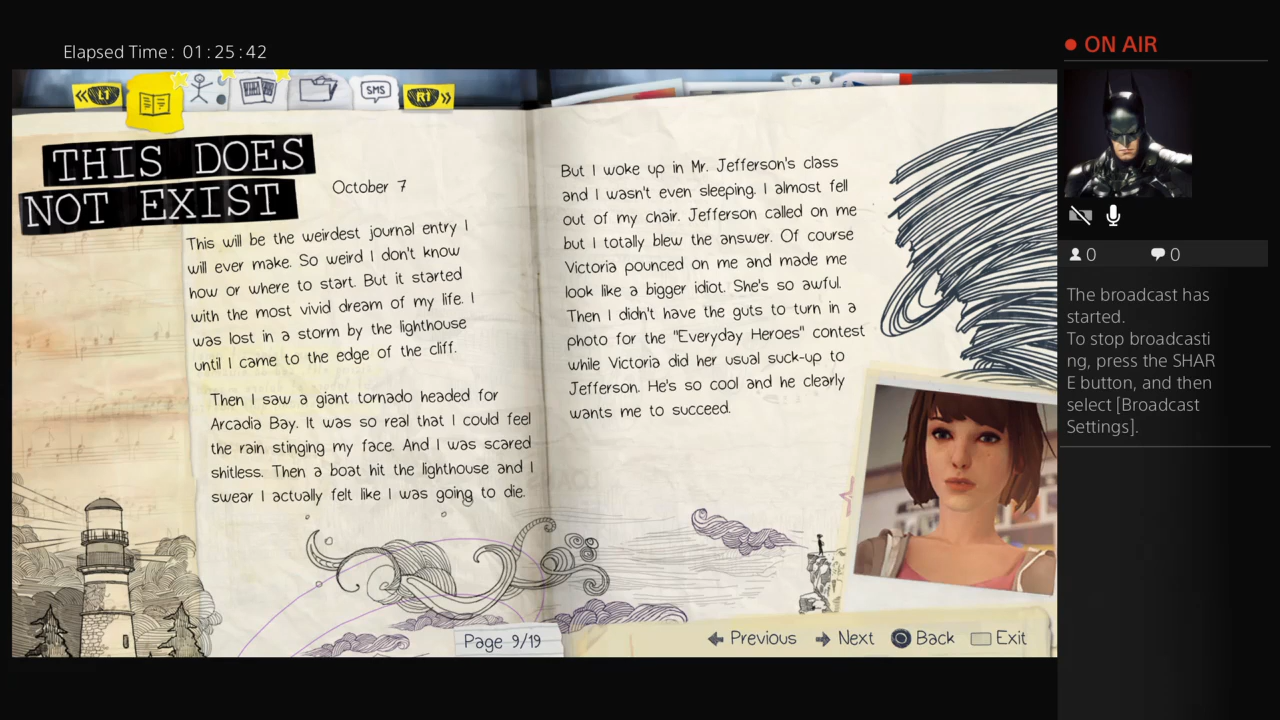 Elapsed Time: 01:25:42
ON AIR
LT
SMS
R1
THIS DOES
NOT EXIST
October 7
This will be the weirdest journal entry I
will ever make. So weird I don't know
how or where to start. But it started
with the most vivid dream of my life. I
was lost in a storm by the lighthouse
until I came to the edge of the cliff.
Then I saw a giant tornado headed for
Arcadia Bay. It was so real that I could feel
the rain stinging my face. And I was scared
shitless. Then a boat hit the lighthouse and I
swear I actually felt like I was going to die.
But I woke up in Mr. Jefferson's class
and I wasn't even sleeping. I almost fell
out of my chair. Jefferson called on me
but I totally blew the answer. Of course
Victoria pounced on me and made me
look like a bigger idiot. She's so awful.
Then I didn't have the guts to turn in a
photo for the "Everyday Heroes" contest
while Victoria did her usual suck-up to
Jefferson. He's so cool and he clearly
wants me to succeed.
Page 9/19
Previous
Next
Back
Exit
0
0
The broadcast has
started.
To stop broadcasti
ng, press the SHAR
E button, and then
select [Broadcast
Settings].